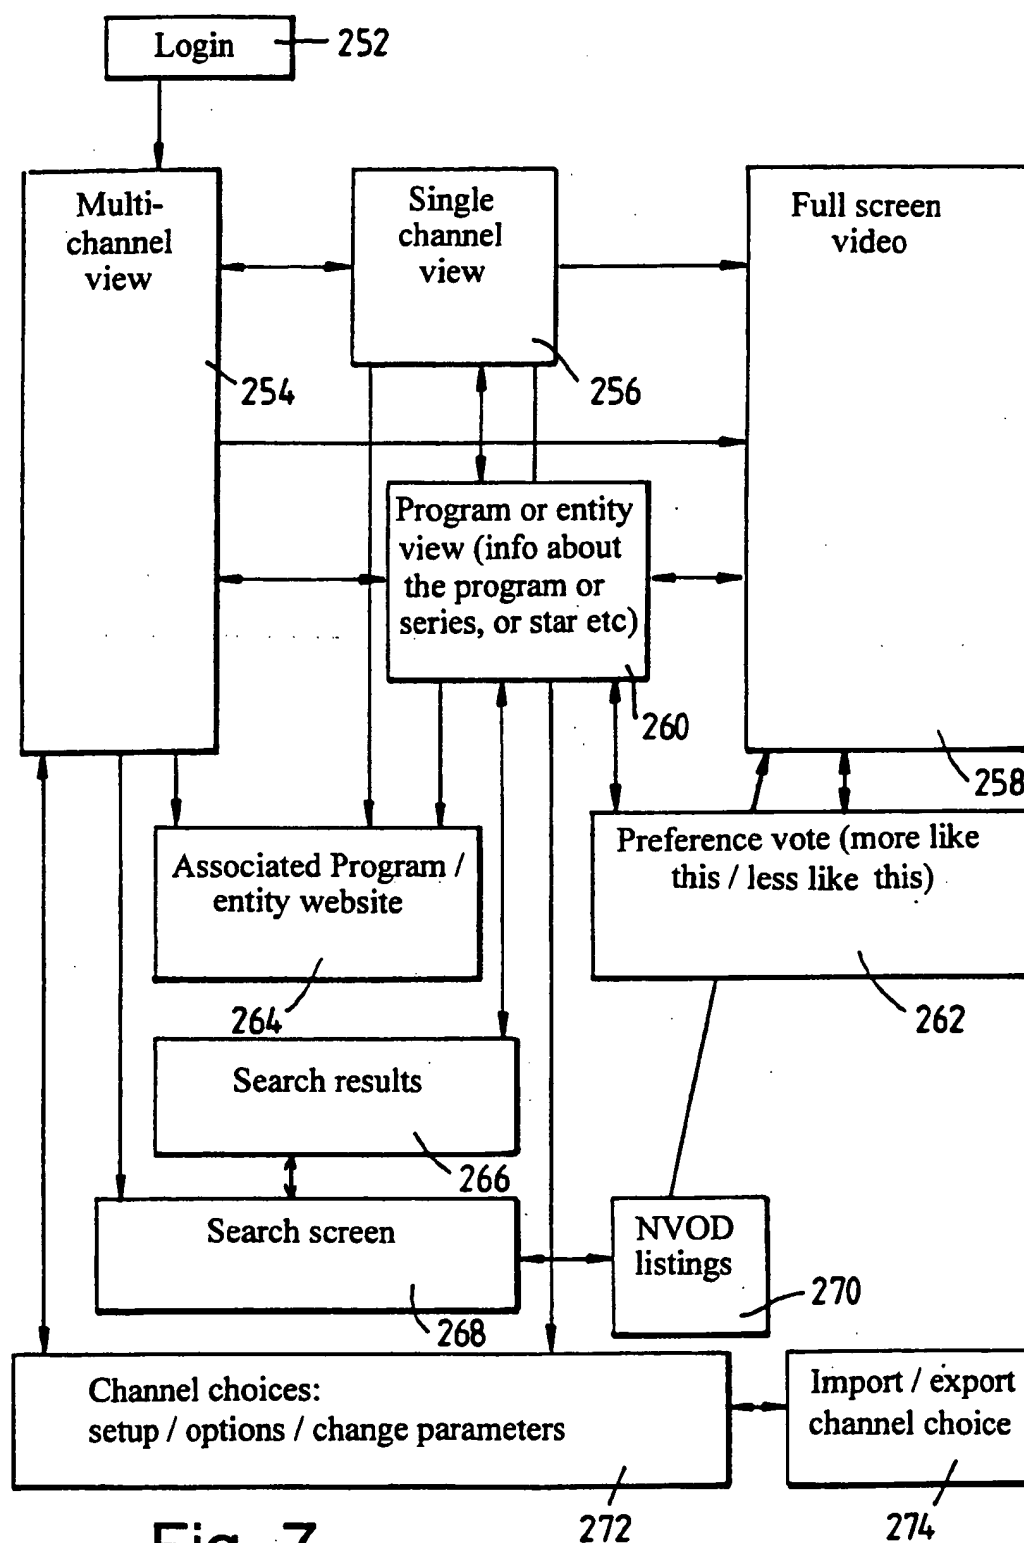 Login
252
Multi-
channel
view
254
Single
channel
view
256
Full screen
video
258
Program or entity
view (info about
the program or
series, or star etc)
260
Associated Program /
entity website
264
Preference vote (more like
this / less like this)
262
Search results
266
Search screen
268
NVOD
listings
270
Channel choices:
setup / options / change parameters
272
Import / export
channel choice
274
Fig. 7